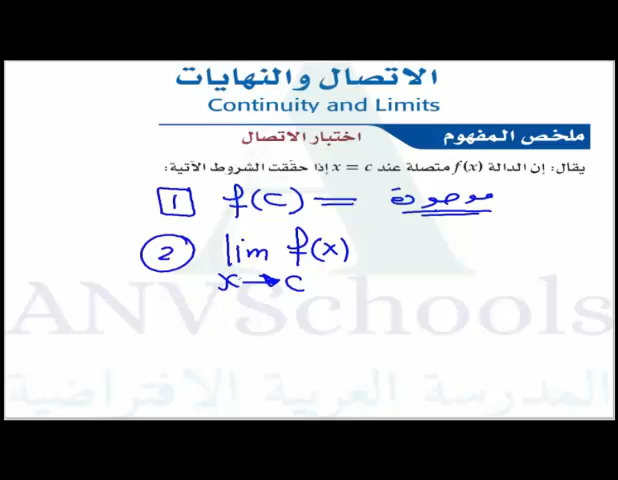 الاتصال والنهايات
Continuity and Limits
ملخص المفهوم اختبار الاتصال
يقال: إن الدالة f(x) متصلة عند x = c إذا حققت الشروط الآتية:
1 f(c) = موجودة
2 lim f(x)
x → c
ANVSchools
المدرسة العربية الافتراضية